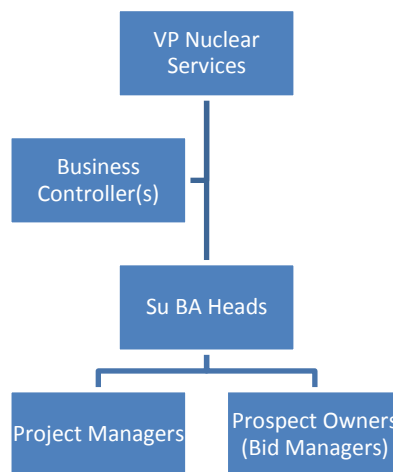 VP Nuclear
Services
Business
Controller(s)
Su BA Heads
Project Managers
Prospect Owners
(Bid Managers)